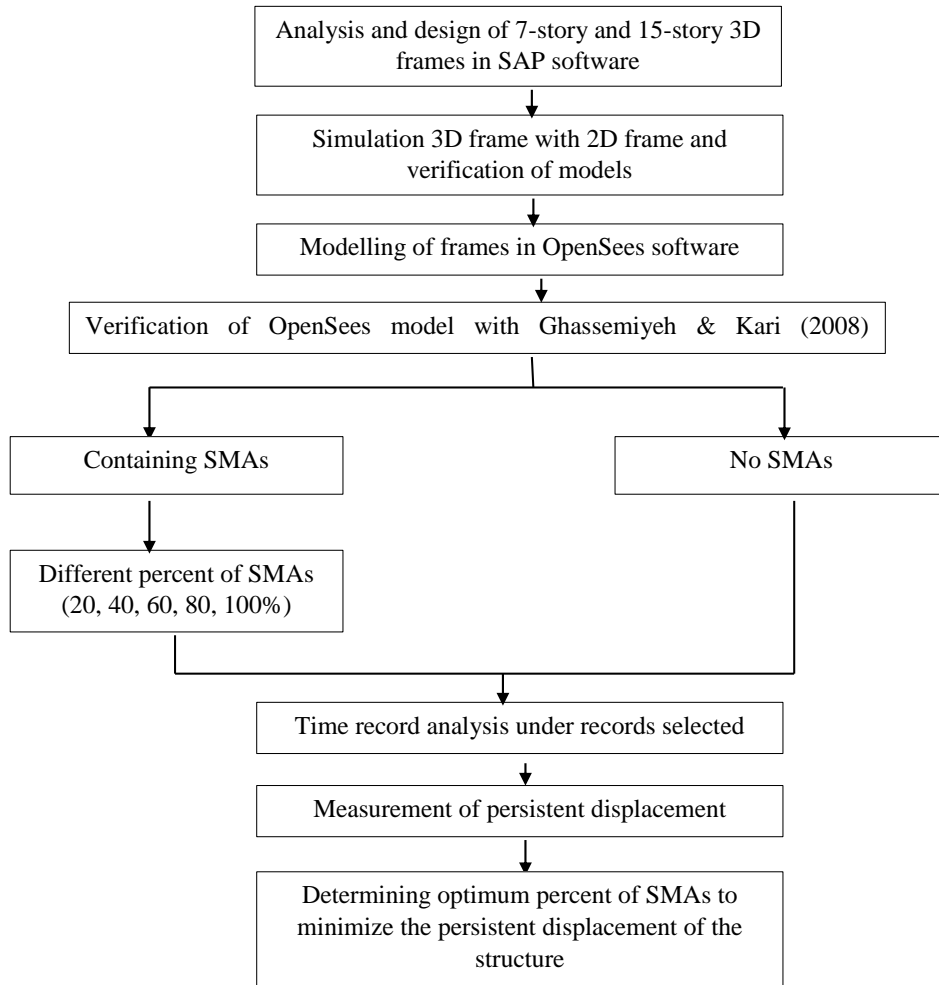 Analysis and design of 7-story and 15-story 3D
frames in SAP software
Simulation 3D frame with 2D frame and
verification of models
Modelling of frames in OpenSees software
Verification of OpenSees model with Ghassemiyeh & Kari (2008)
Containing SMAs
No SMAs
Different percent of SMAs
(20, 40, 60, 80, 100%)
Time record analysis under records selected
Measurement of persistent displacement
Determining optimum percent of SMAs to
minimize the persistent displacement of the
structure